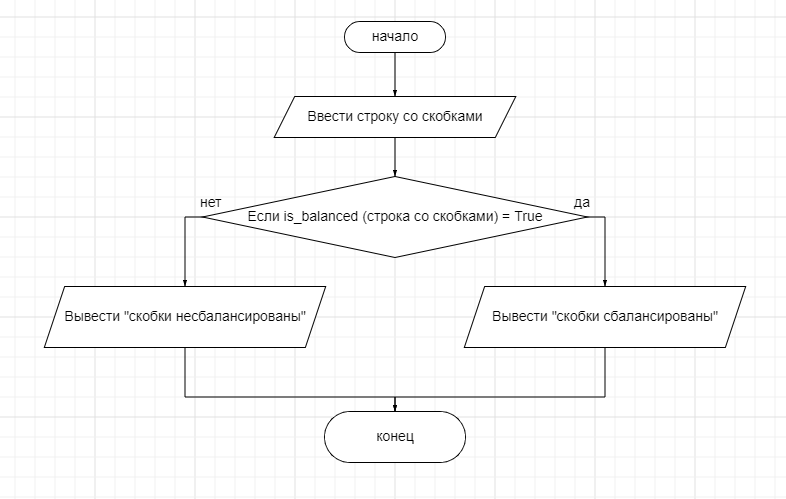 начало
Ввести строку со скобками
нет
да
Если is_balanced (строка со скобками) = True
Вывести "скобки несбалансированы"
Вывести "скобки сбалансированы"
конец